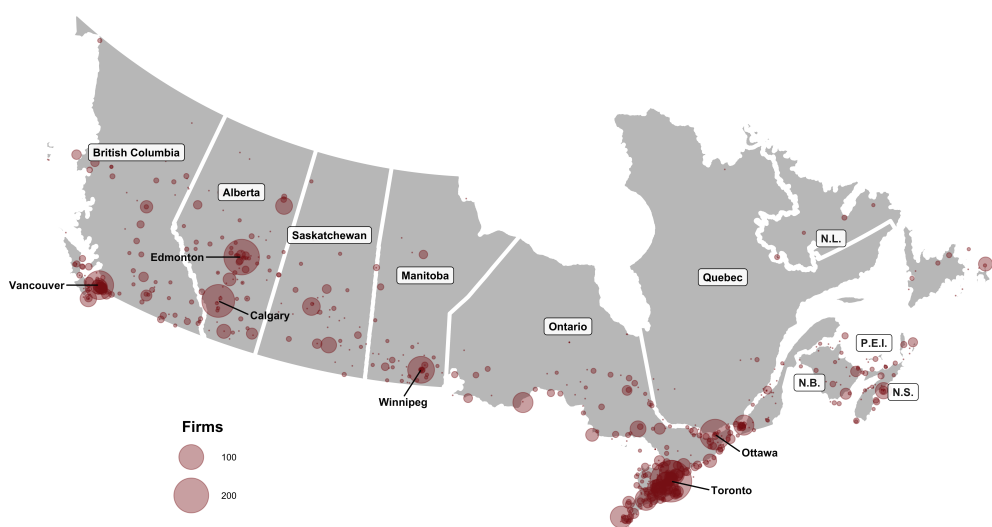 British Columbia
Alberta
Saskatchewan
N.L.
Edmonton
Manitoba
Quebec
Vancouver
Calgary
Ontario
P.E.I.
N.B.
N.S.
Winnipeg
Firms
100
200
Ottawa
Toronto